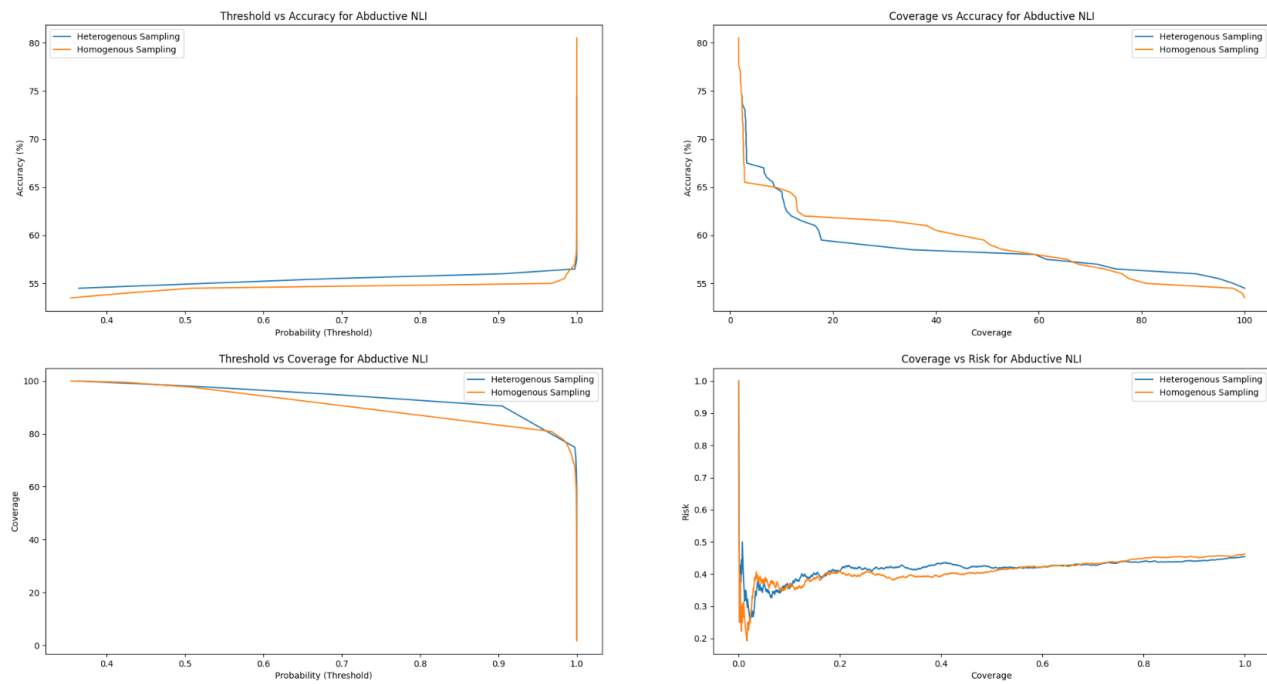 Threshold vs Accuracy for Abductive NLI
Heterogenous Sampling
Homogenous Sampling
Accuracy (%)
80
75
70
65
60
55
0.4 0.5 0.6 0.7 0.8 0.9 1.0
Probability (Threshold)
Coverage vs Accuracy for Abductive NLI
Heterogenous Sampling
Homogenous Sampling
Accuracy (%)
80
75
70
65
60
55
0 20 40 60 80 100
Coverage
Threshold vs Coverage for Abductive NLI
Heterogenous Sampling
Homogenous Sampling
Coverage
100
80
60
40
20
0
0.4 0.5 0.6 0.7 0.8 0.9 1.0
Probability (Threshold)
Coverage vs Risk for Abductive NLI
Heterogenous Sampling
Homogenous Sampling
Risk
1.0
0.9
0.8
0.7
0.6
0.5
0.4
0.3
0.2
0.0 0.2 0.4 0.6 0.8 1.0
Coverage